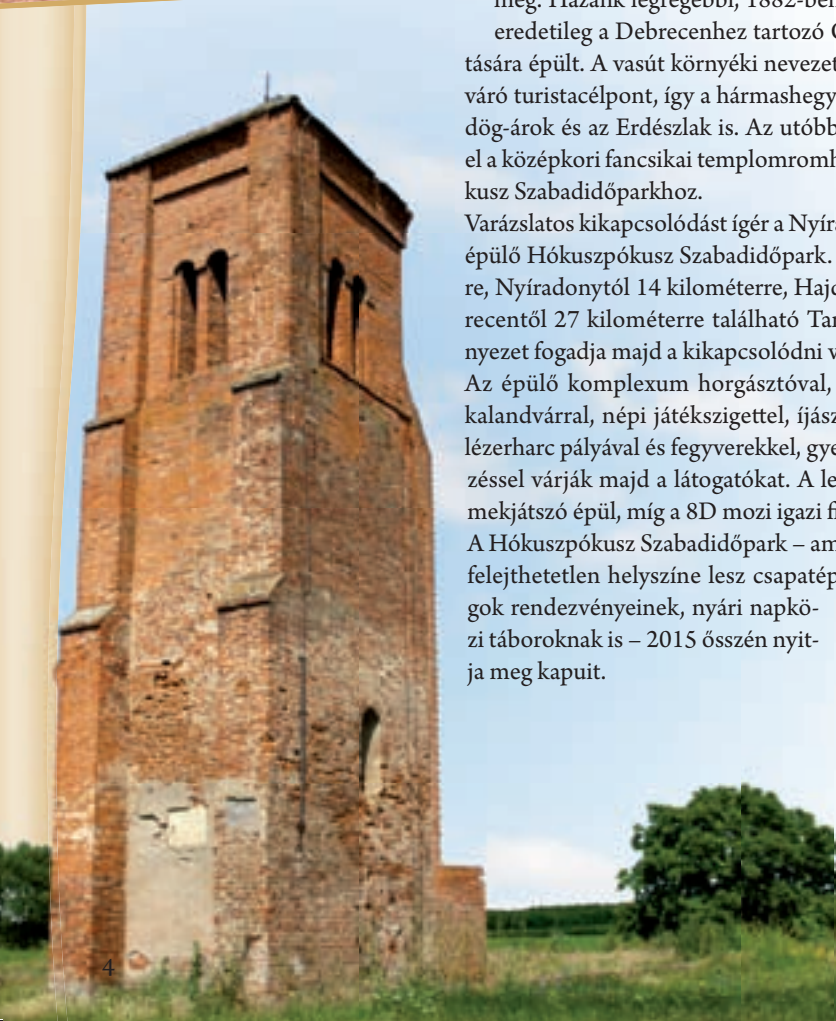 meg. Hazánk legrégebbi, 1882-ben
eredetileg a Debrecenhez tartozó
tására épült. A vasút környéki nevezet
váró turistacélpont, így a hármashegy
dög-árok és az Erdészlak is. Az utóbb
el a középkori fancsikai templomromh
kusz Szabadidőparkhoz.
Varázslatos kikapcsolódást ígér a Nyíra
épülő Hókuszpókusz Szabadidőpark.
re, Nyíradonytól 14 kilométerre, Hajd
recentől 27 kilométerre található Tam
nyezet fogadja majd a kikapcsolódni v
Az épülő komplexum horgásztóval,
kalandvárral, népi játékszigettel, íjász
lézerharc pályával és fegyverekkel, gye
zéssel várják majd a látogatókat. A le
mekjátszó épül, míg a 8D mozi igazi fi
A Hókuszpókusz Szabadidőpark – am
felejthetetlen helyszíne lesz csapatép
gok rendezvényeinek, nyári napkö-
zi táboroknak is – 2015 őszén nyit-
ja meg kapuit.
4